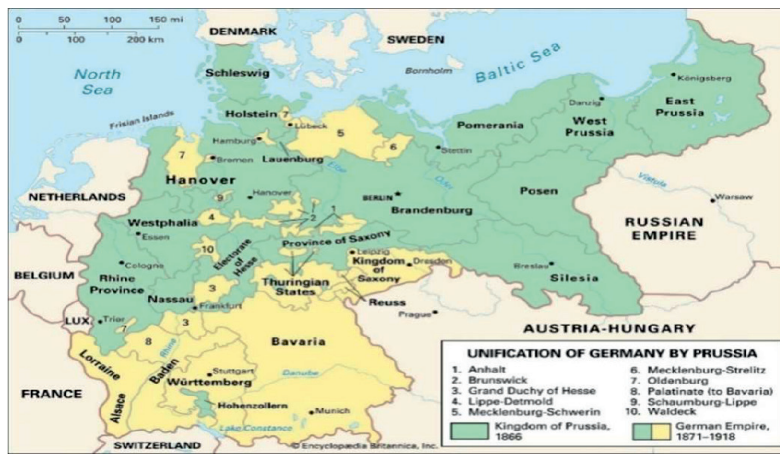 0 50 100 150 mi
0 100 200 km
DENMARK
SWEDEN
North
Sea
Bornholm
Baltic Sea
Schleswig
Königsberg
Frisian Islands
Holstein
7
Lübeck
Danzig
East
Prussia
Pomerania
West
Prussia
Hamburg
5
6
Stettin
7
Bremen
Lauenburg
Elbe
Hanover
NETHERLANDS
9
Hanover
1
Oder
BERLIN
Posen
Vistula
Warsaw
Westphalia
4
2
Brandenburg
Essen
Province of Saxony
RUSSIAN
EMPIRE
10
Electorate
of
Hesse
Leipzig
BELGIUM
Cologne
Kingdom
of
Saxony
Dresden
Breslau
Rhine
Province
Thuringian
States
Silesia
Nassau
3
Reuss
Frankfurt
Prague
LUX
Trier
7
3
AUSTRIA-HUNGARY
8
Rhine
Bavaria
Lorraine
Baden
Stuttgart
Danube
Württemberg
FRANCE
Alsace
Hohenzollern
Munich
Lake Constance
SWITZERLAND
© Encyclopædia Britannica, Inc.
UNIFICATION OF GERMANY BY PRUSSIA
1. Anhalt
2. Brunswick
3. Grand Duchy of Hesse
4. Lippe-Detmold
5. Mecklenburg-Schwerin
6. Mecklenburg-Strelitz
7. Oldenburg
8. Palatinate (to Bavaria)
9. Schaumburg-Lippe
10. Waldeck
Kingdom of Prussia,
1866
German Empire,
1871–1918